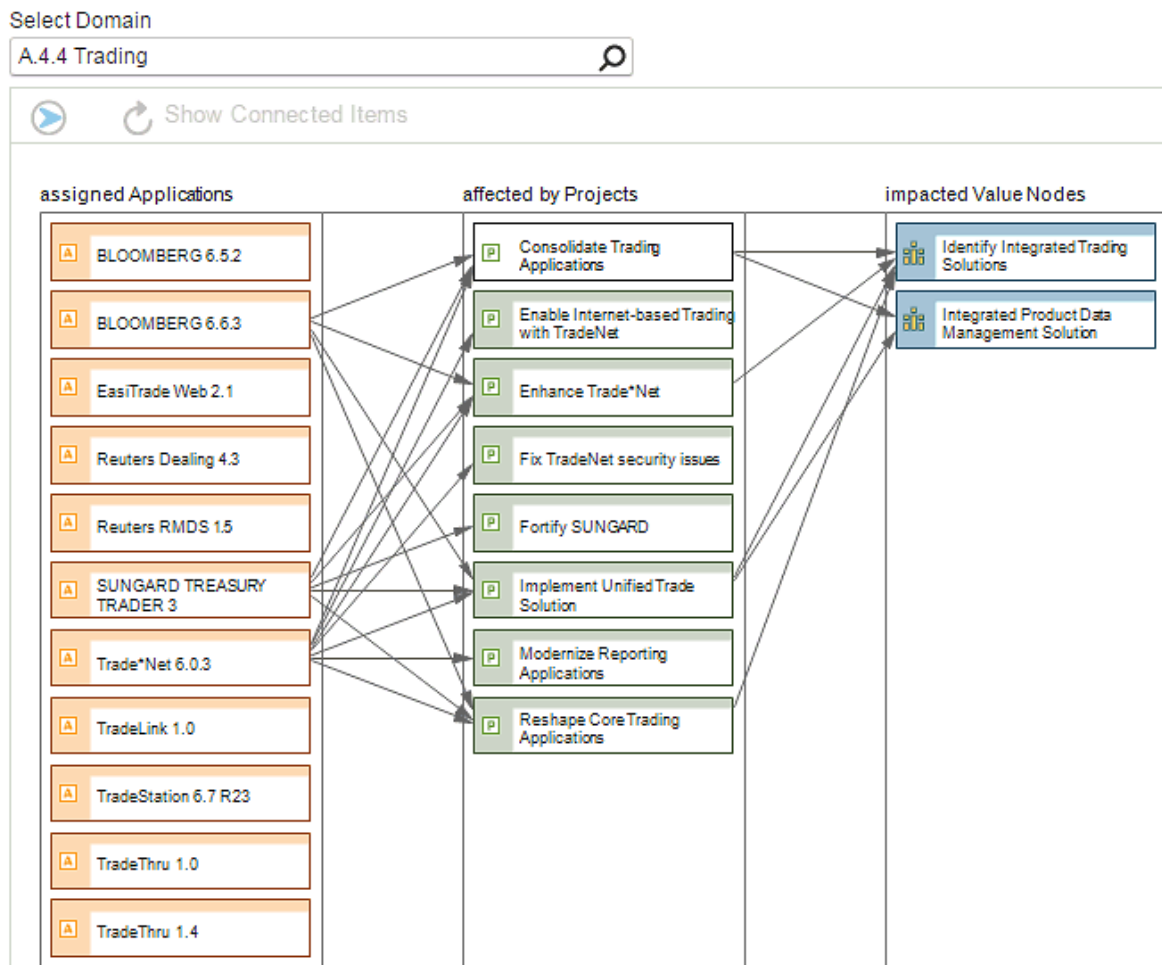 Select Domain
A.4.4 Trading
Show Connected Items
assigned Applications
affected by Projects
impacted Value Nodes
A
BLOOMBERG 6.5.2
A
BLOOMBERG 6.6.3
A
EasiTrade Web 2.1
A
Reuters Dealing 4.3
A
Reuters RMDS 1.5
A
SUNGARD TREASURY
TRADER 3
A
Trade*Net 6.0.3
A
TradeLink 1.0
A
TradeStation 6.7 R23
A
TradeThru 1.0
A
TradeThru 1.4
P
Consolidate Trading
Applications
P
Enable Internet-based Trading
with TradeNet
P
Enhance Trade*Net
P
Fix TradeNet security issues
P
Fortify SUNGARD
P
Implement Unified Trade
Solution
P
Modernize Reporting
Applications
P
Reshape Core Trading
Applications
Identify Integrated Trading
Solutions
Integrated Product Data
Management Solution